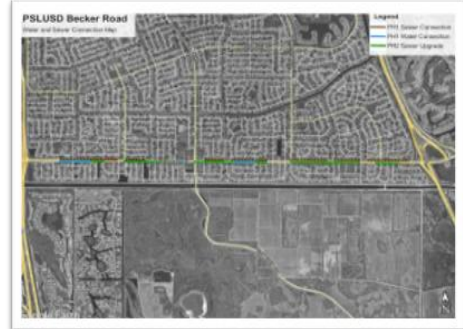 PSLUSD Becker Road
Water and Sewer Connection Map
Legend
PH1 Sewer Connection
PH1 Water Connection
PH2 Sewer Upgrade
N